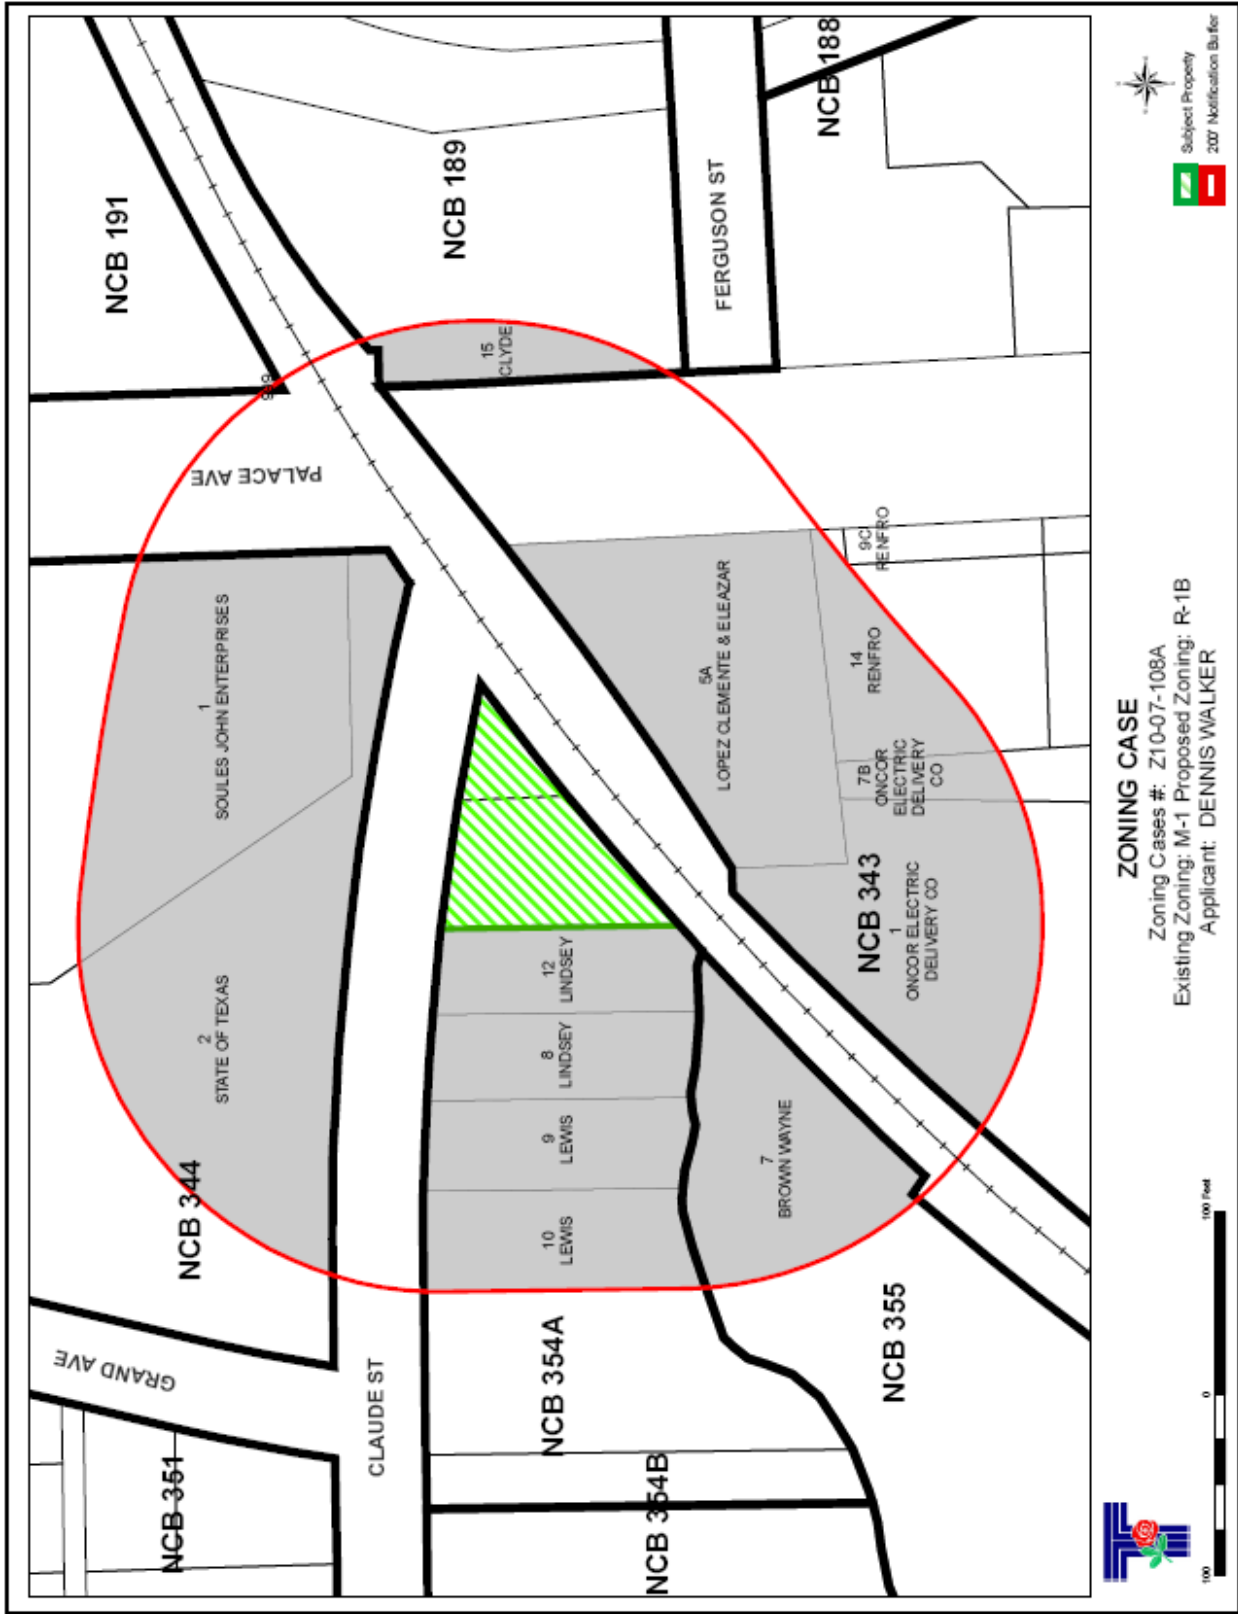 NCB 191
NCB 189
NCB 188
FERGUSON ST
PALACE AVE
15
CLYDE
1
SOULES JOHN ENTERPRISES
2
STATE OF TEXAS
NCB 344
5A
LOPEZ CLEMENTE & ELEAZAR
9C
RENFRO
14
RENFRO
7B
ONCOR
ELECTRIC
DELIVERY
CO
NCB 343
1
ONCOR ELECTRIC
DELIVERY CO
12
LINDSEY
8
LINDSEY
9
LEWIS
10
LEWIS
7
BROWN WAYNE
GRAND AVE
CLAUDE ST
NCB 351
NCB 354A
NCB 354B
NCB 355
ZONING CASE
Zoning Cases #: Z10-07-108A
Existing Zoning: M-1 Proposed Zoning: R-1B
Applicant: DENNIS WALKER
Subject Property
200' Notification Buffer
100 0 100 Feet